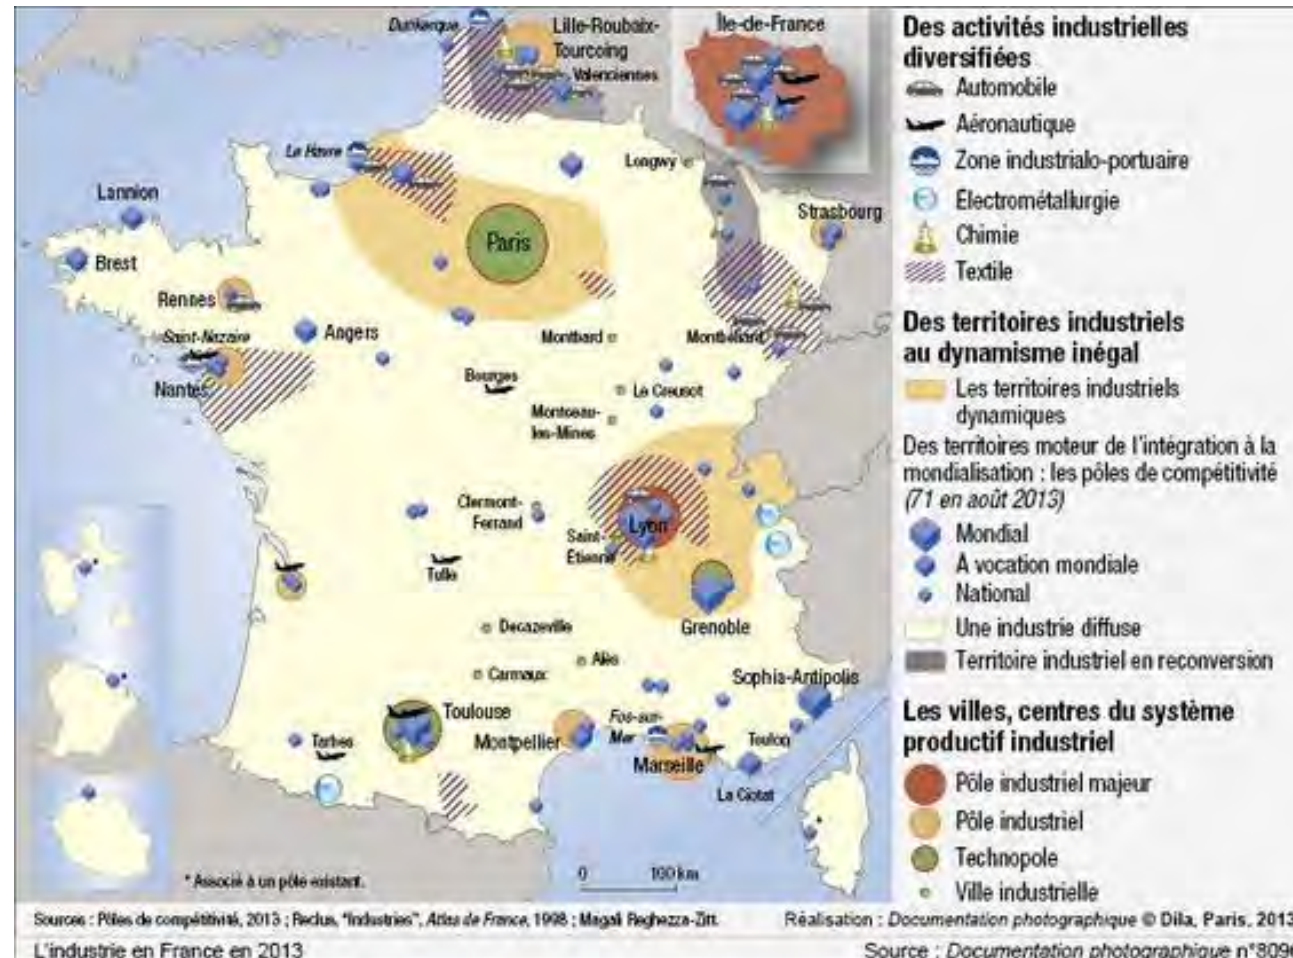 Dunkerque
Lille-Roubaix-
Tourcoing
Valenciennes
Île-de-France
Le Havre
Longwy
Lannion
Strasbourg
Paris
Brest
Rennes
Saint-Nazaire
Angers
Montbard
Montbéliard
Nantes
Bourges
Le Creusot
Montceau-
les-Mines
Clermont-
Ferrand
Lyon
Saint-
Étienne
Tulle
Grenoble
Decazeville
Alès
Carmaux
Sophia-Antipolis
Toulouse
Fos-sur-
Mer
Tarbes
Montpellier
Toulon
Marseille
La Ciotat
* Associé à un pôle existant.
0 100 km
Des activités industrielles
diversifiées
Automobile
Aéronautique
Zone industrialo-portuaire
Électrométallurgie
Chimie
Textile
Des territoires industriels
au dynamisme inégal
Les territoires industriels
dynamiques
Des territoires moteur de l'intégration à la
mondialisation : les pôles de compétitivité
(71 en août 2013)
Mondial
A vocation mondiale
National
Une industrie diffuse
Territoire industriel en reconversion
Les villes, centres du système
productif industriel
Pôle industriel majeur
Pôle industriel
Technopole
Ville industrielle
Sources : Pôles de compétitivité, 2013 ; Reclus, "Industries", Atlas de France, 1998 ; Magali Reghezza-Zitt.
Réalisation : Documentation photographique © Dila, Paris, 2013
L'industrie en France en 2013
Source : Documentation photographique n°8096